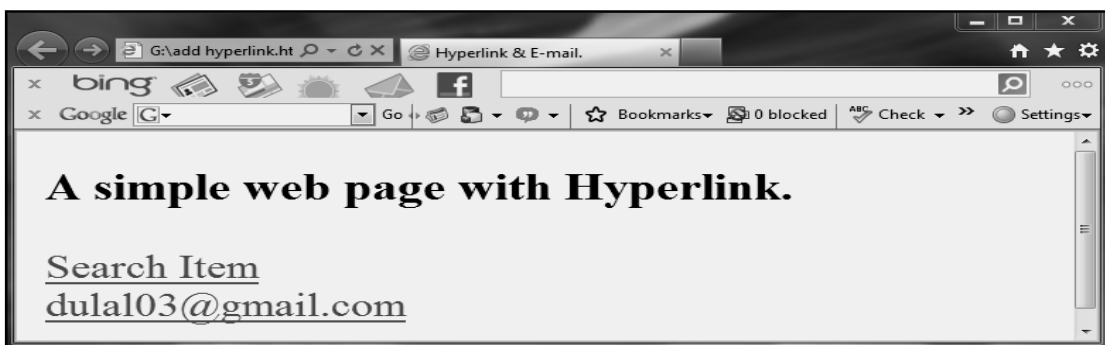 G:\add hyperlink.ht
Hyperlink & E-mail.
bing
f
Google G Go Bookmarks 0 blocked ABC Check » Settings
A simple web page with Hyperlink.
Search Item
dulal03@gmail.com